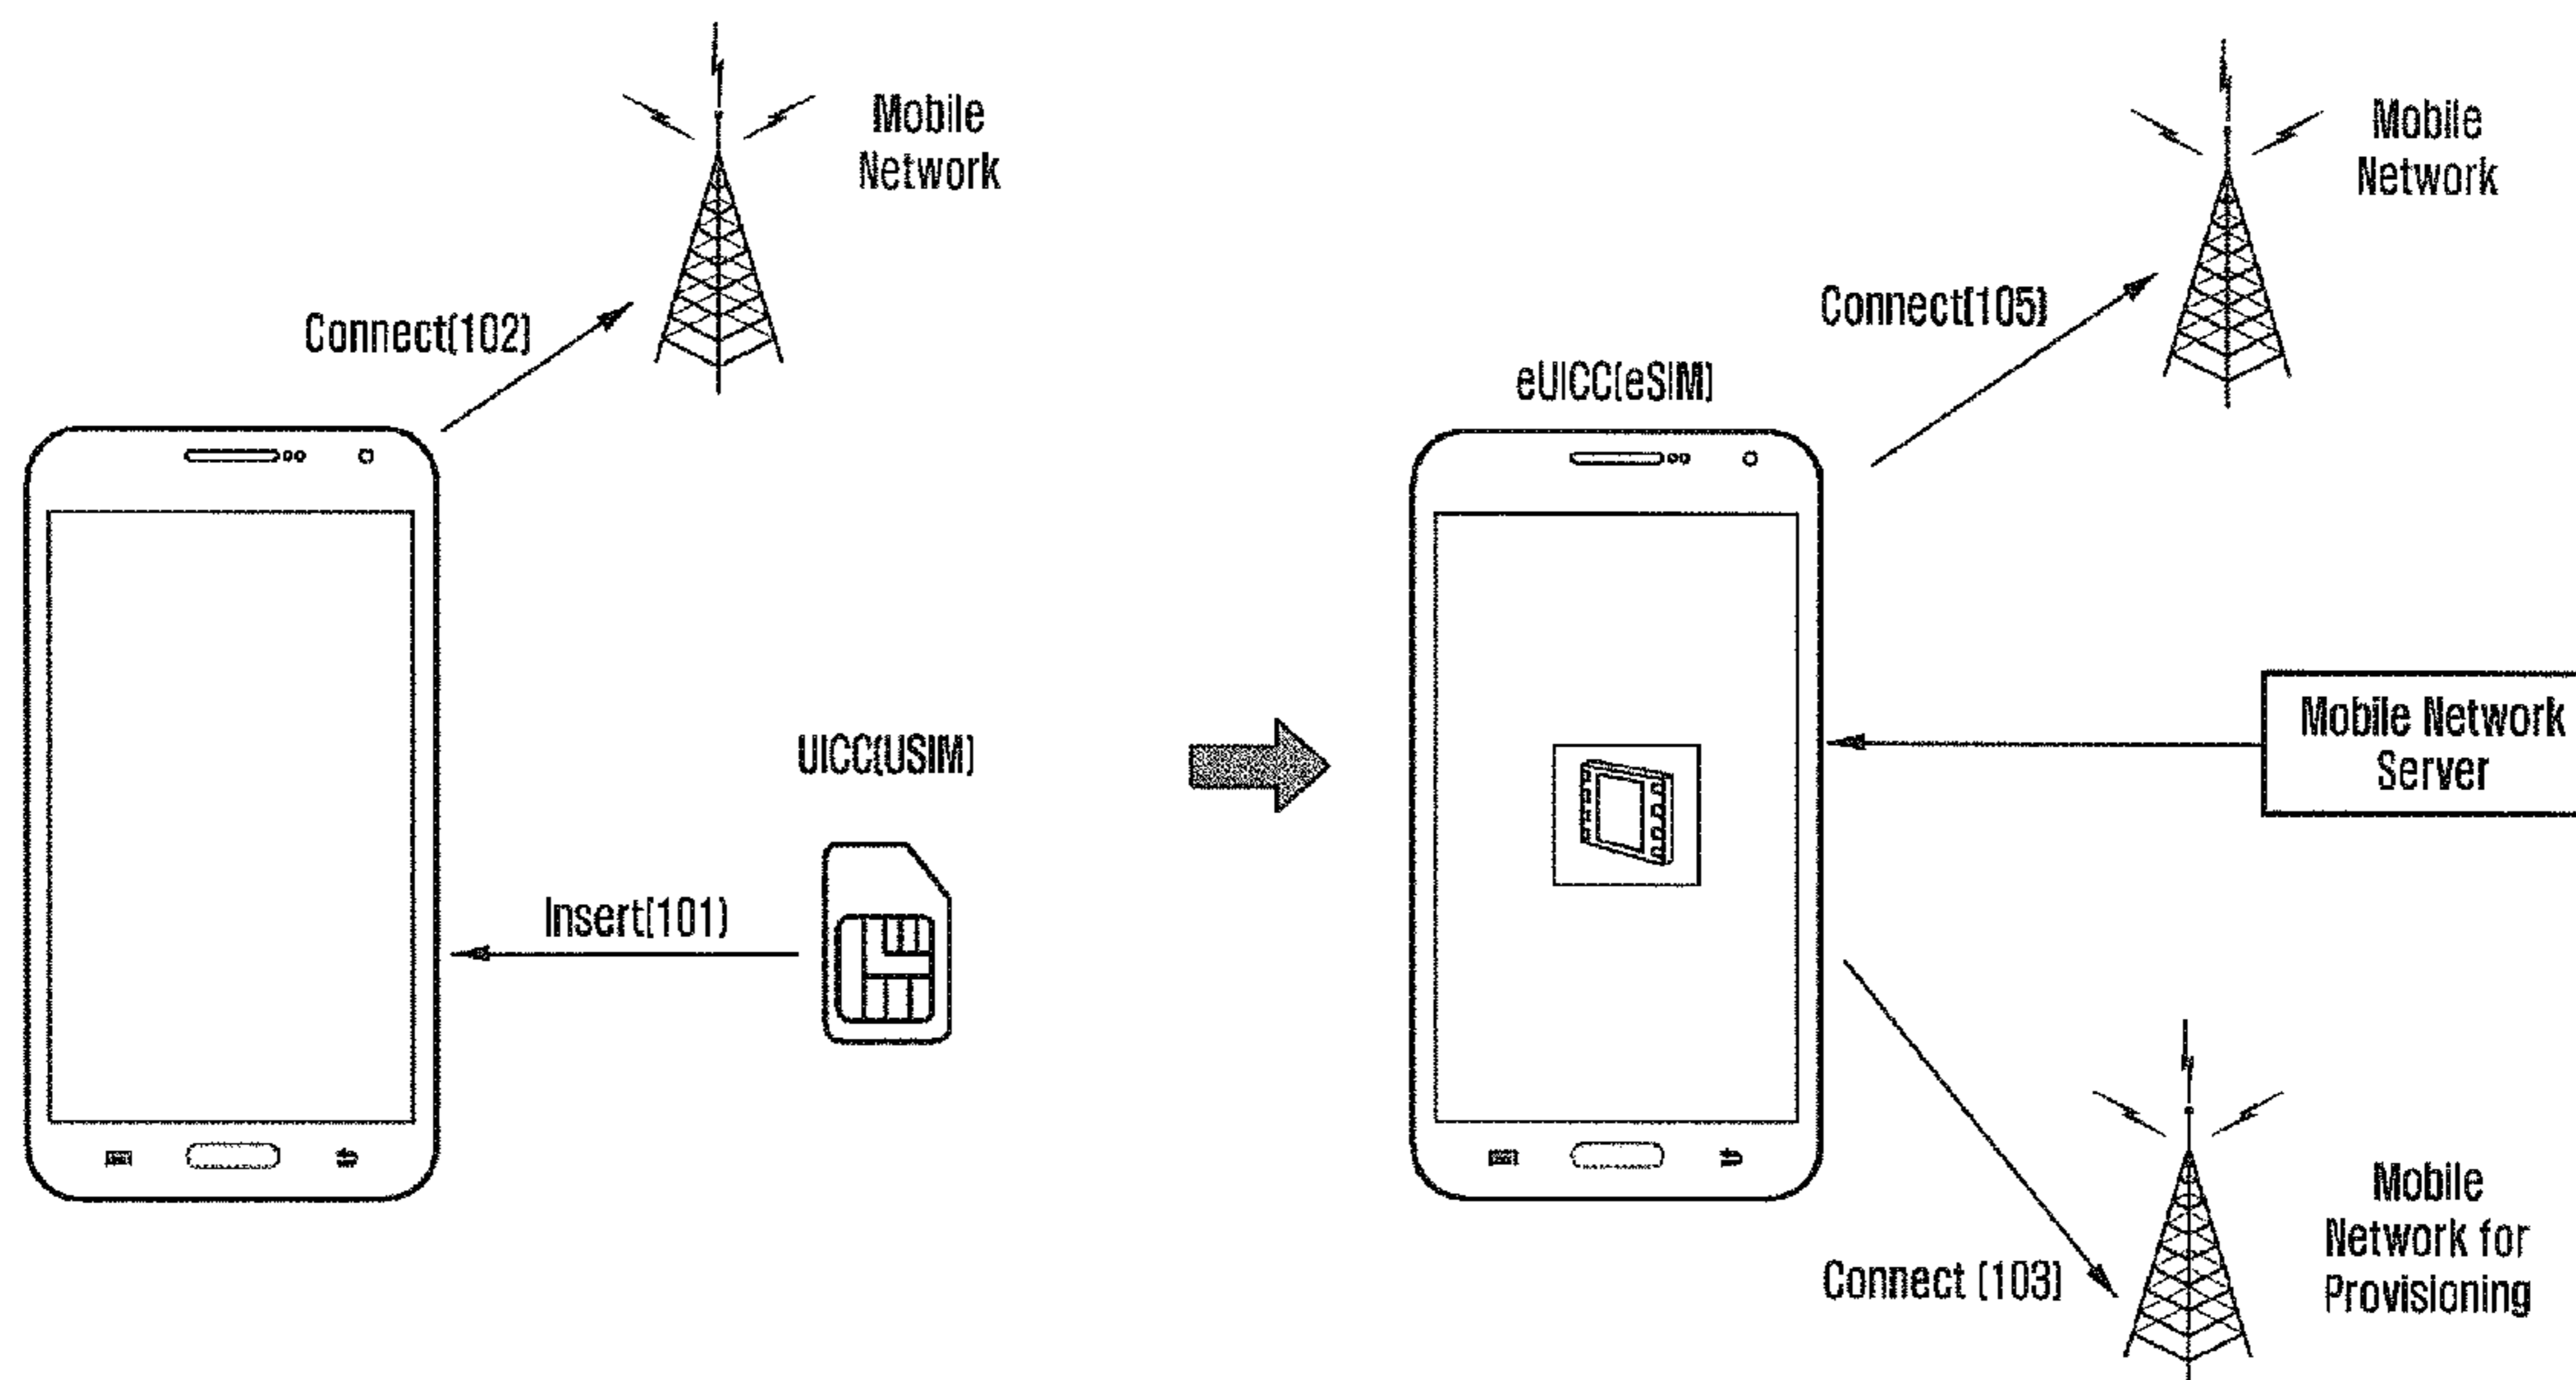 Mobile
Network
Connect(102)
UICC(USIM)
Insert(101)
Mobile
Network
Connect(105)
eUICC(eSIM)
Mobile Network
Server
Connect (103)
Mobile
Network for
Provisioning